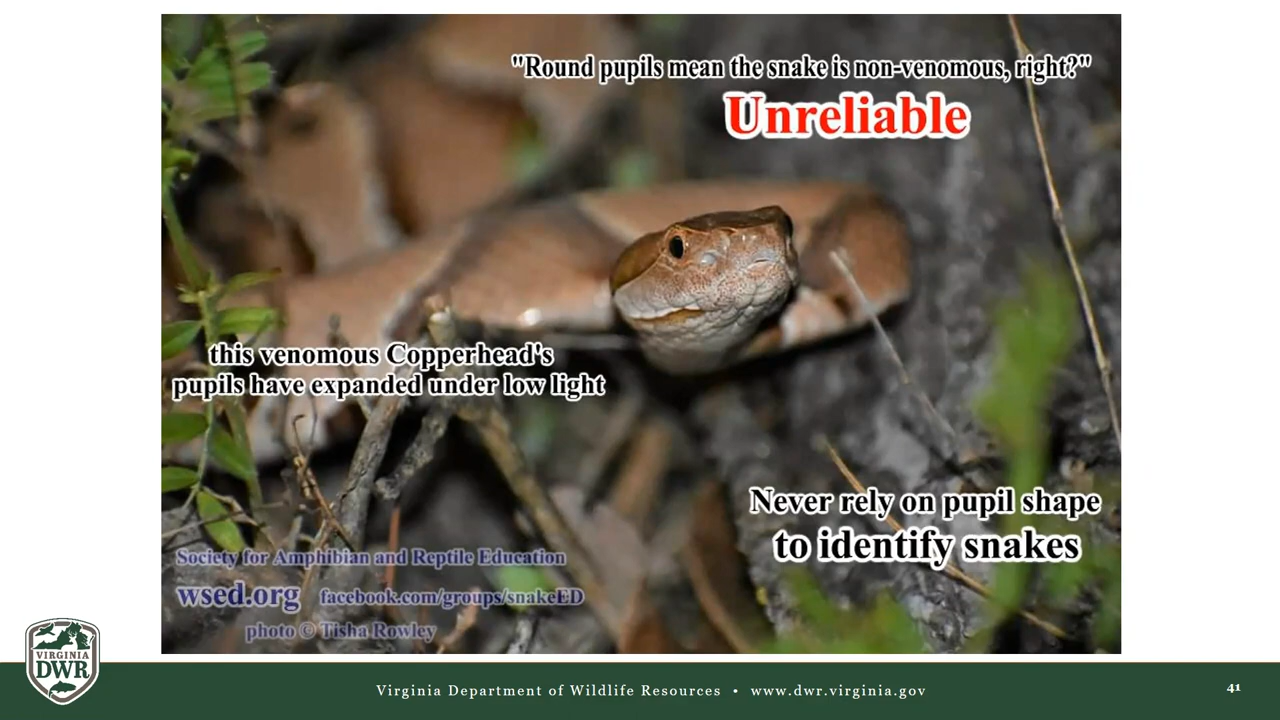 "Round pupils mean the snake is non-venomous, right?"
Unreliable
this venomous Copperhead's
pupils have expanded under low light
Never rely on pupil shape
to identify snakes
Society for Amphibian and Reptile Education
wsed.org facebook.com/groups/snakeED
photo © Tisha Rowley
VIRGINIA
DWR
Virginia Department of Wildlife Resources • www.dwr.virginia.gov
41